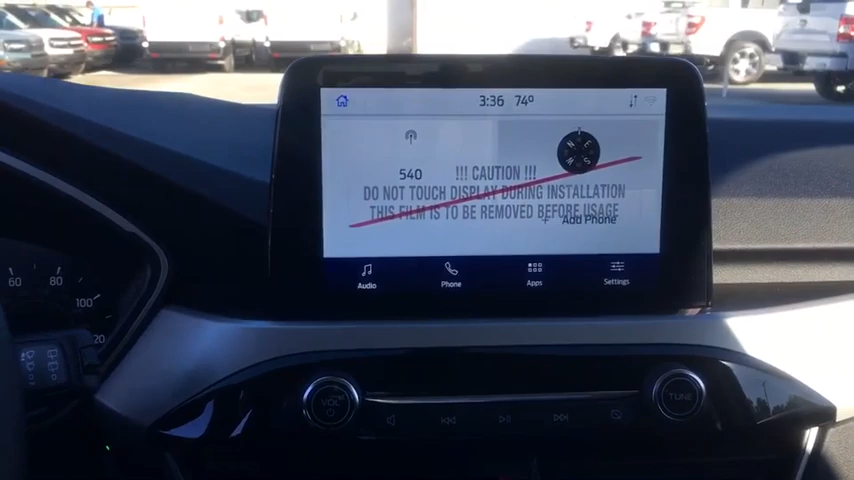 3:36 74°
540
N E
W S
!!! CAUTION !!!
DO NOT TOUCH DISPLAY DURING INSTALLATION
THIS FILM IS TO BE REMOVED BEFORE USAGE
+ Add Phone
Audio Phone Apps Settings
60 80 100
VOL
TUNE